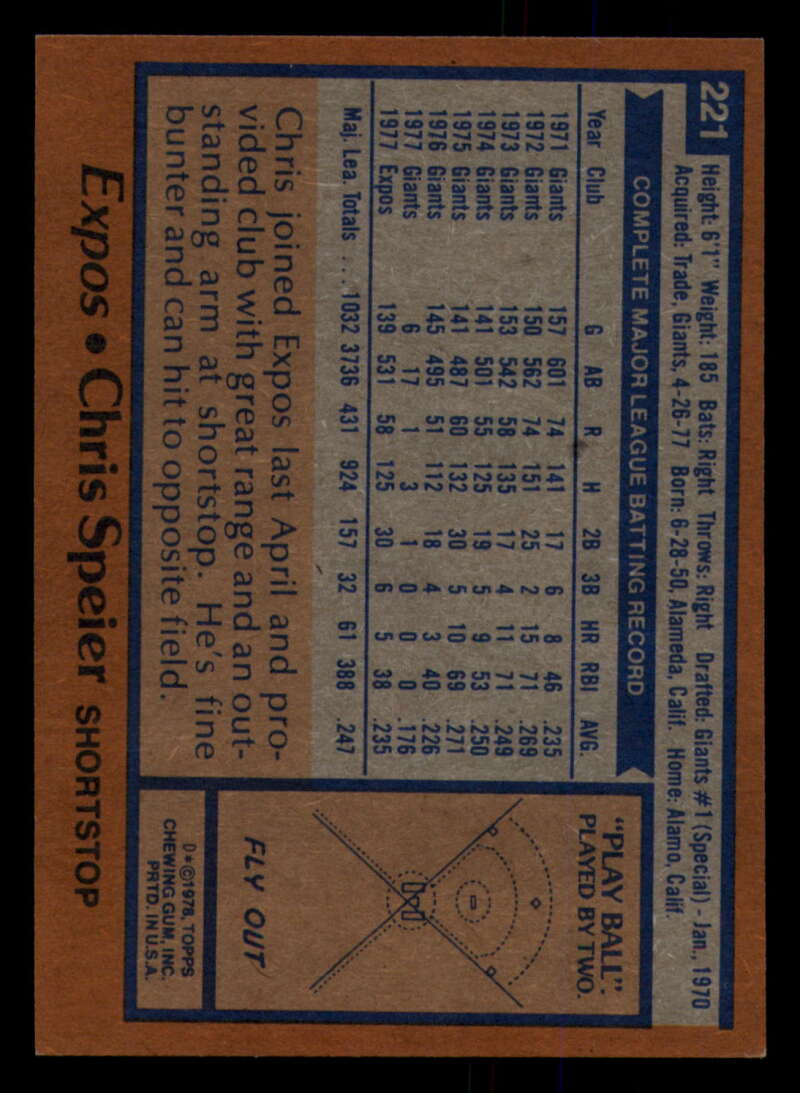 221
Height: 6'1" Weight: 185 Bats: Right Throws: Right Drafted: Giants #1 (Special) - Jan., 1970
Acquired: Trade, Giants, 4-26-77 Born: 6-28-50, Alameda, Calif. Home: Alamo, Calif.
COMPLETE MAJOR LEAGUE BATTING RECORD
Year Club G AB R H 2B 3B HR RBI AVG.
1971 Giants 157 601 74 141 17 6 8 46 .235
1972 Giants 150 562 74 151 25 2 15 71 .269
1973 Giants 153 542 58 135 17 4 11 71 .249
1974 Giants 141 501 55 125 19 5 9 53 .250
1975 Giants 141 487 60 132 30 5 10 69 .271
1976 Giants 145 495 51 112 18 4 3 40 .226
1977 Giants 6 17 1 3 1 0 0 0 .176
1977 Expos 139 531 58 125 30 6 5 38 .235
Maj. Lea. Totals ... 1032 3736 431 924 157 32 61 388 .247
Chris joined Expos last April and pro-
vided club with great range and an out-
standing arm at shortstop. He's fine
bunter and can hit to opposite field.
"PLAY BALL":
PLAYED BY TWO.
FLY OUT
D*©1978, TOPPS
CHEWING GUM, INC.
PRTD. IN U.S.A.
Expos • Chris Speier SHORTSTOP